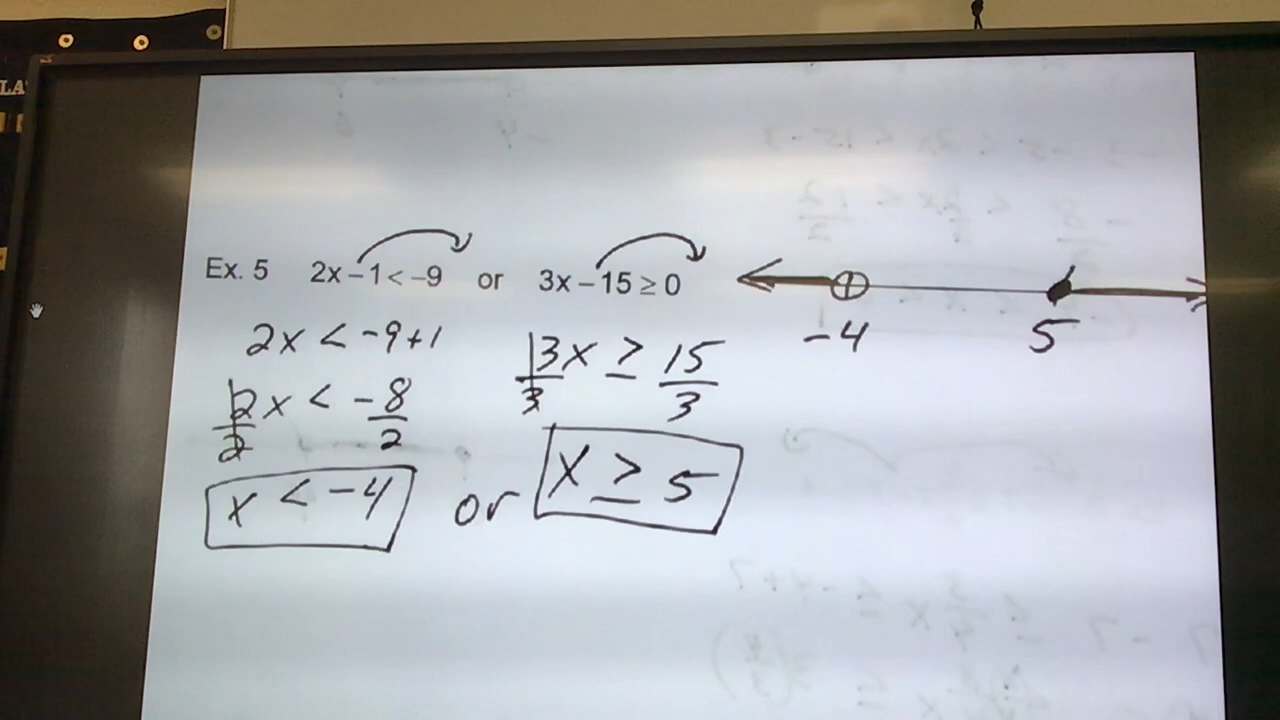 LA
Ex. 5 2x – 1 < –9 or 3x – 15 ≥ 0
-4 5
2x < -9+1
2x < -8
2 2
x < -4
or
3x ≥ 15
3 3
x ≥ 5